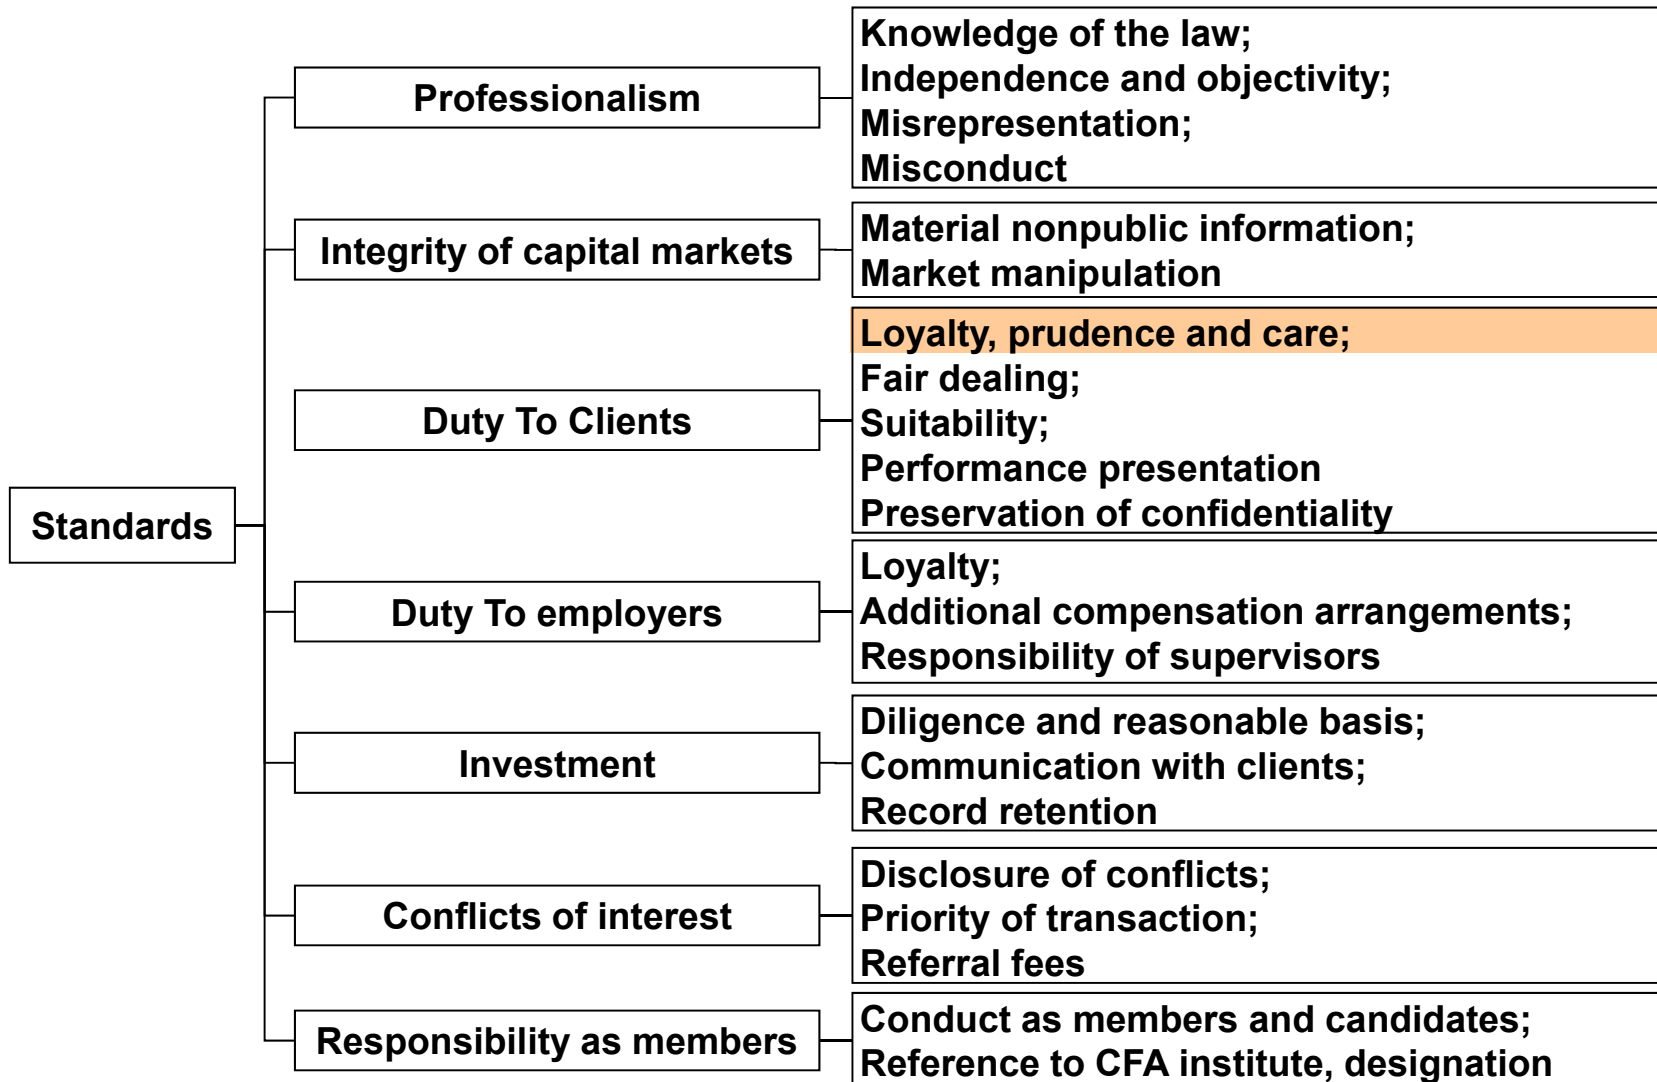 Standards
Professionalism
Knowledge of the law;
Independence and objectivity;
Misrepresentation;
Misconduct
Integrity of capital markets
Material nonpublic information;
Market manipulation
Duty To Clients
Loyalty, prudence and care;
Fair dealing;
Suitability;
Performance presentation
Preservation of confidentiality
Duty To employers
Loyalty;
Additional compensation arrangements;
Responsibility of supervisors
Investment
Diligence and reasonable basis;
Communication with clients;
Record retention
Conflicts of interest
Disclosure of conflicts;
Priority of transaction;
Referral fees
Responsibility as members
Conduct as members and candidates;
Reference to CFA institute, designation